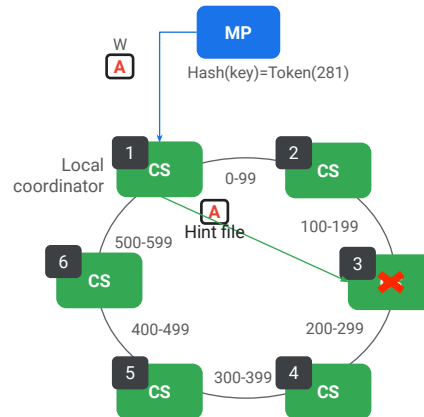 MP
W
A
Hash(key)=Token(281)
1
CS
2
CS
Local
coordinator
0-99
A
Hint file
100-199
500-599
3
6
CS
200-299
400-499
300-399
5
CS
4
CS